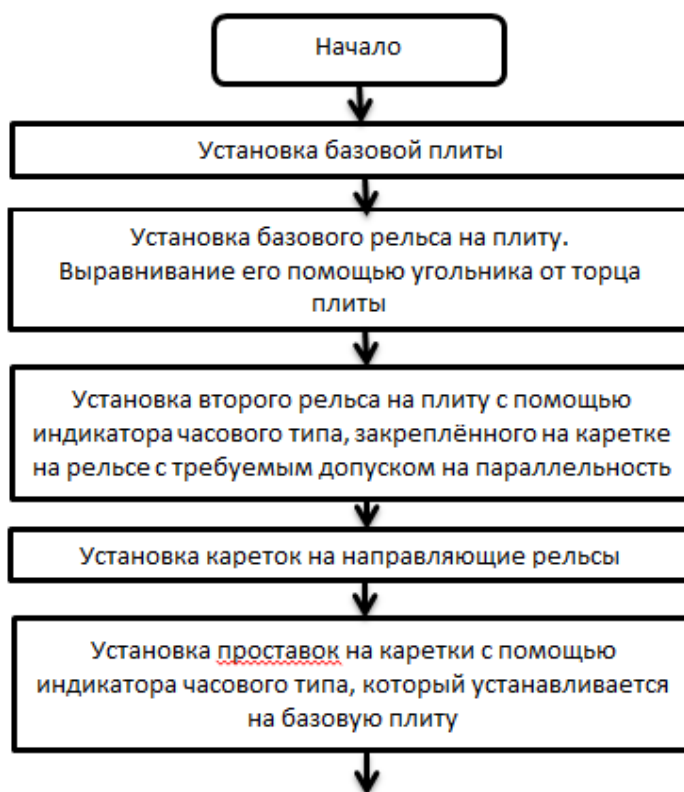 Начало
Установка базовой плиты
Установка базового рельса на плиту.
Выравнивание его помощью угольника от торца
плиты
Установка второго рельса на плиту с помощью
индикатора часового типа, закреплённого на каретке
на рельсе с требуемым допуском на параллельность
Установка кареток на направляющие рельсы
Установка проставок на каретки с помощью
индикатора часового типа, который устанавливается
на базовую плиту